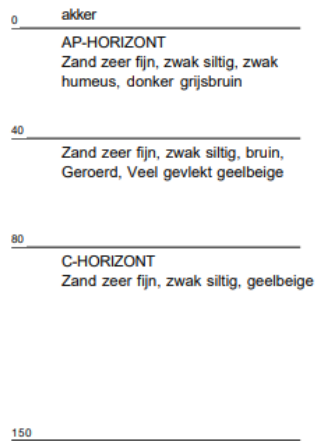 0 akker
AP-HORIZONT
Zand zeer fijn, zwak siltig, zwak
humeus, donker grijsbruin
40
Zand zeer fijn, zwak siltig, bruin,
Geroerd, Veel gevlekt geelbeige
80
C-HORIZONT
Zand zeer fijn, zwak siltig, geelbeige
150